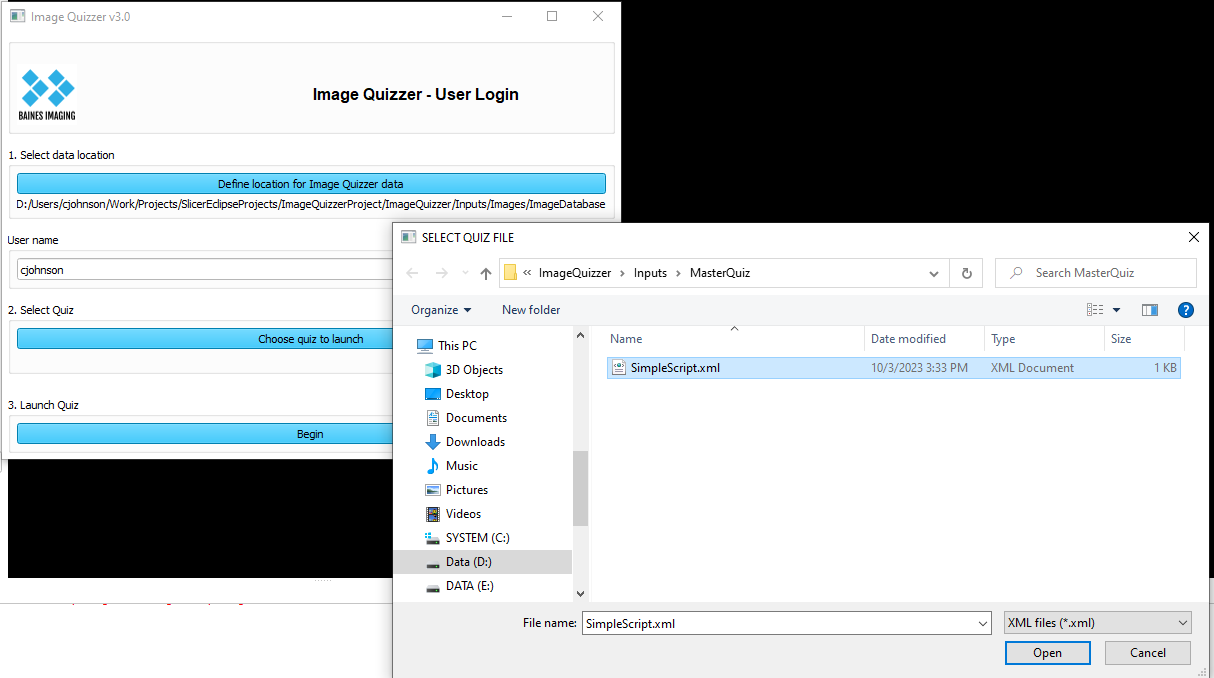 Image Quizzer v3.0
BAINES IMAGING
Image Quizzer - User Login
1. Select data location
Define location for Image Quizzer data
D:/Users/cjohnson/Work/Projects/SlicerEclipseProjects/ImageQuizzerProject/ImageQuizzer/Inputs/Images/ImageDatabase
User name
cjohnson
2. Select Quiz
Choose quiz to launch
3. Launch Quiz
Begin
SELECT QUIZ FILE
« ImageQuizzer › Inputs › MasterQuiz
Search MasterQuiz
Organize New folder
Name Date modified Type Size
SimpleScript.xml 10/3/2023 3:33 PM XML Document 1 KB
This PC
3D Objects
Desktop
Documents
Downloads
Music
Pictures
Videos
SYSTEM (C:)
Data (D:)
DATA (E:)
File name: SimpleScript.xml XML files (*.xml)
Open Cancel